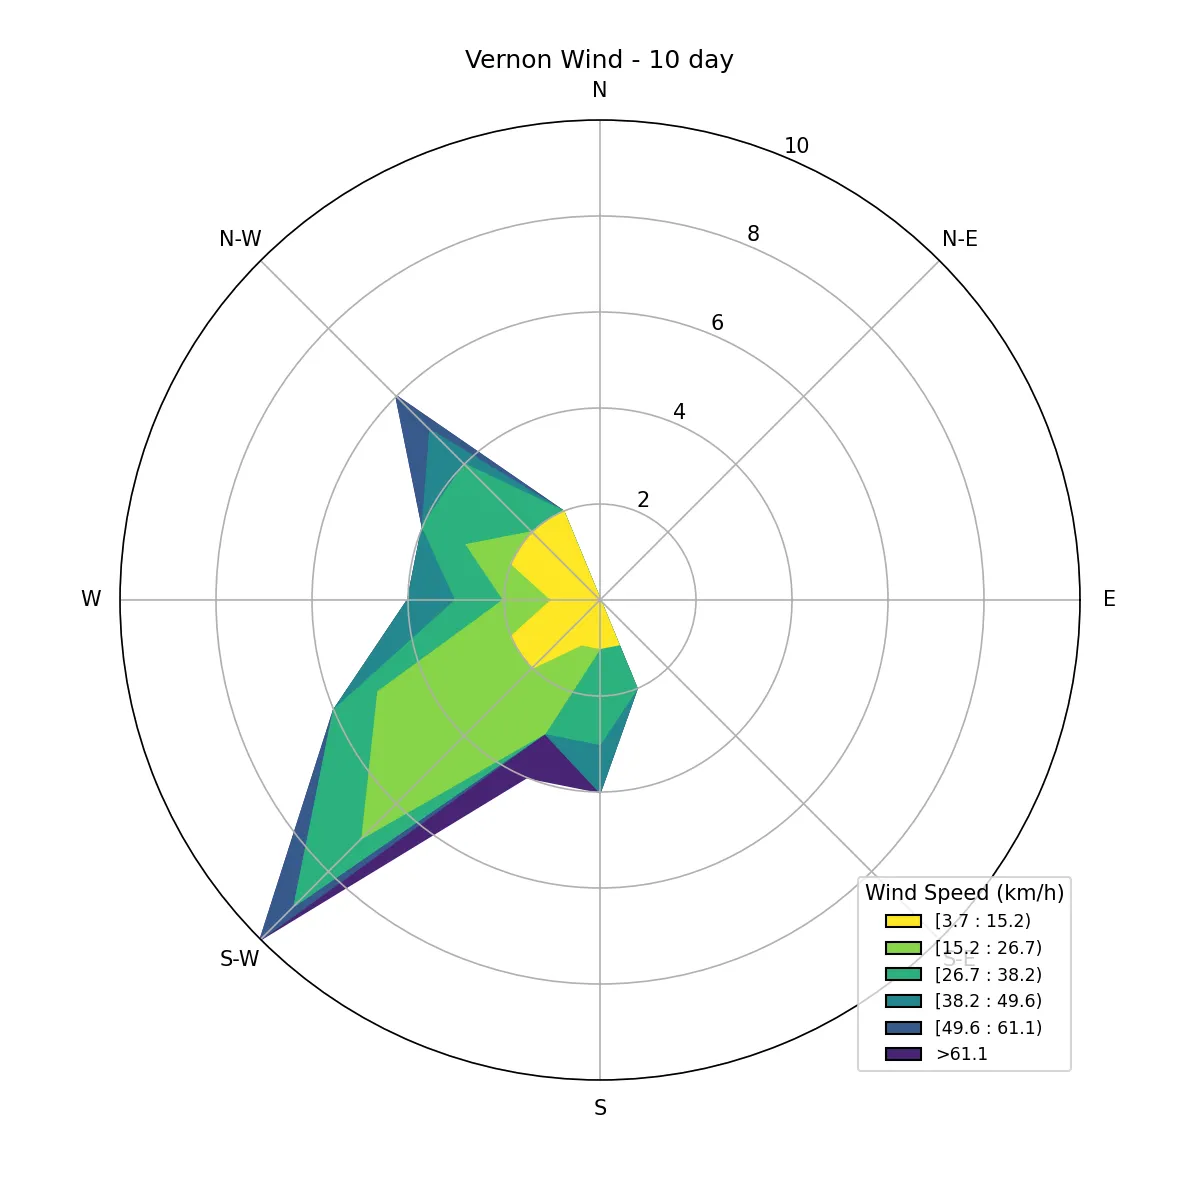 Vernon Wind - 10 day
N
10
N-W
N-E
8
6
4
2
W
E
Wind Speed (km/h)
[3.7 : 15.2)
[15.2 : 26.7)
S-W
S-E
[26.7 : 38.2)
[38.2 : 49.6)
[49.6 : 61.1)
>61.1
S